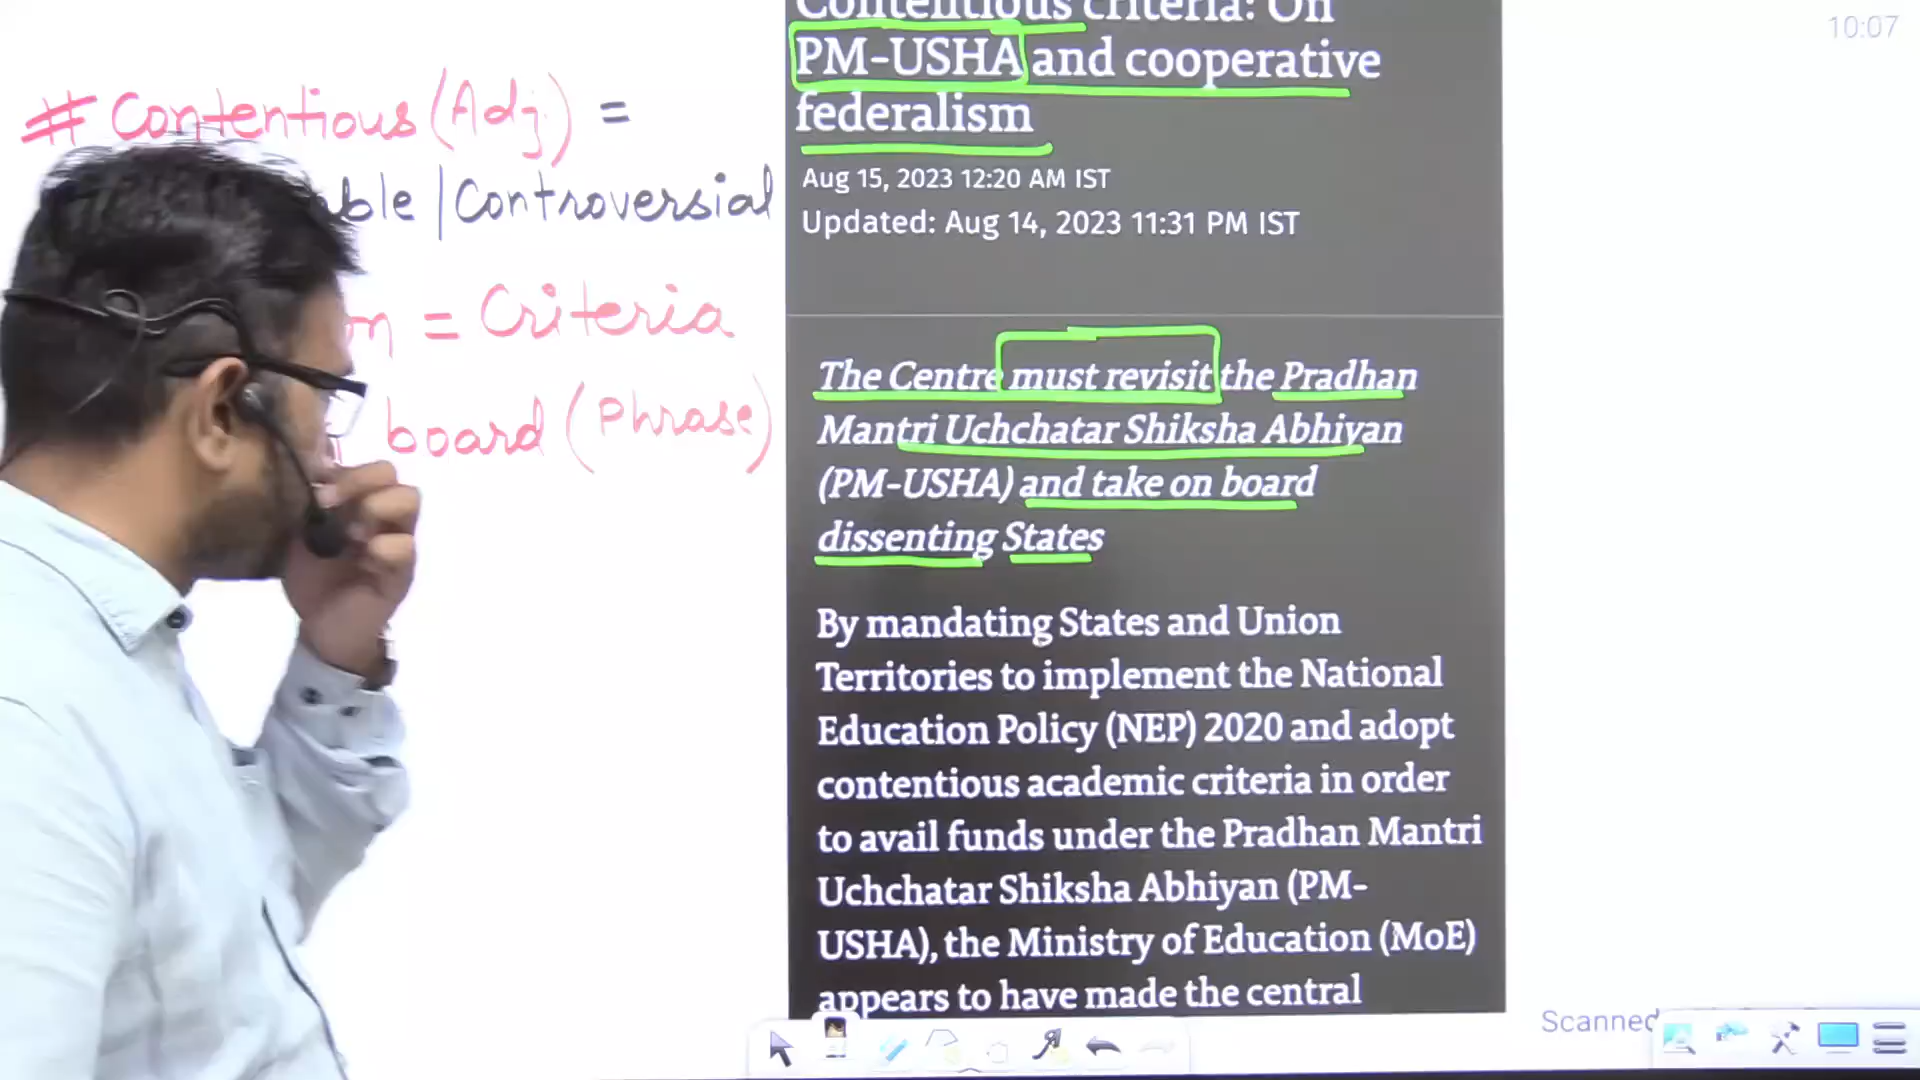 Contentious criteria: On
PM-USHA and cooperative
federalism
Aug 15, 2023 12:20 AM IST
Updated: Aug 14, 2023 11:31 PM IST
The Centre must revisit the Pradhan
Mantri Uchchatar Shiksha Abhiyan
(PM-USHA) and take on board
dissenting States
By mandating States and Union
Territories to implement the National
Education Policy (NEP) 2020 and adopt
contentious academic criteria in order
to avail funds under the Pradhan Mantri
Uchchatar Shiksha Abhiyan (PM-
USHA), the Ministry of Education (MoE)
appears to have made the central
# Contentious (Adj.) =
ble | Controversial
on = Criteria
board (Phrase)
10:07
Scanned